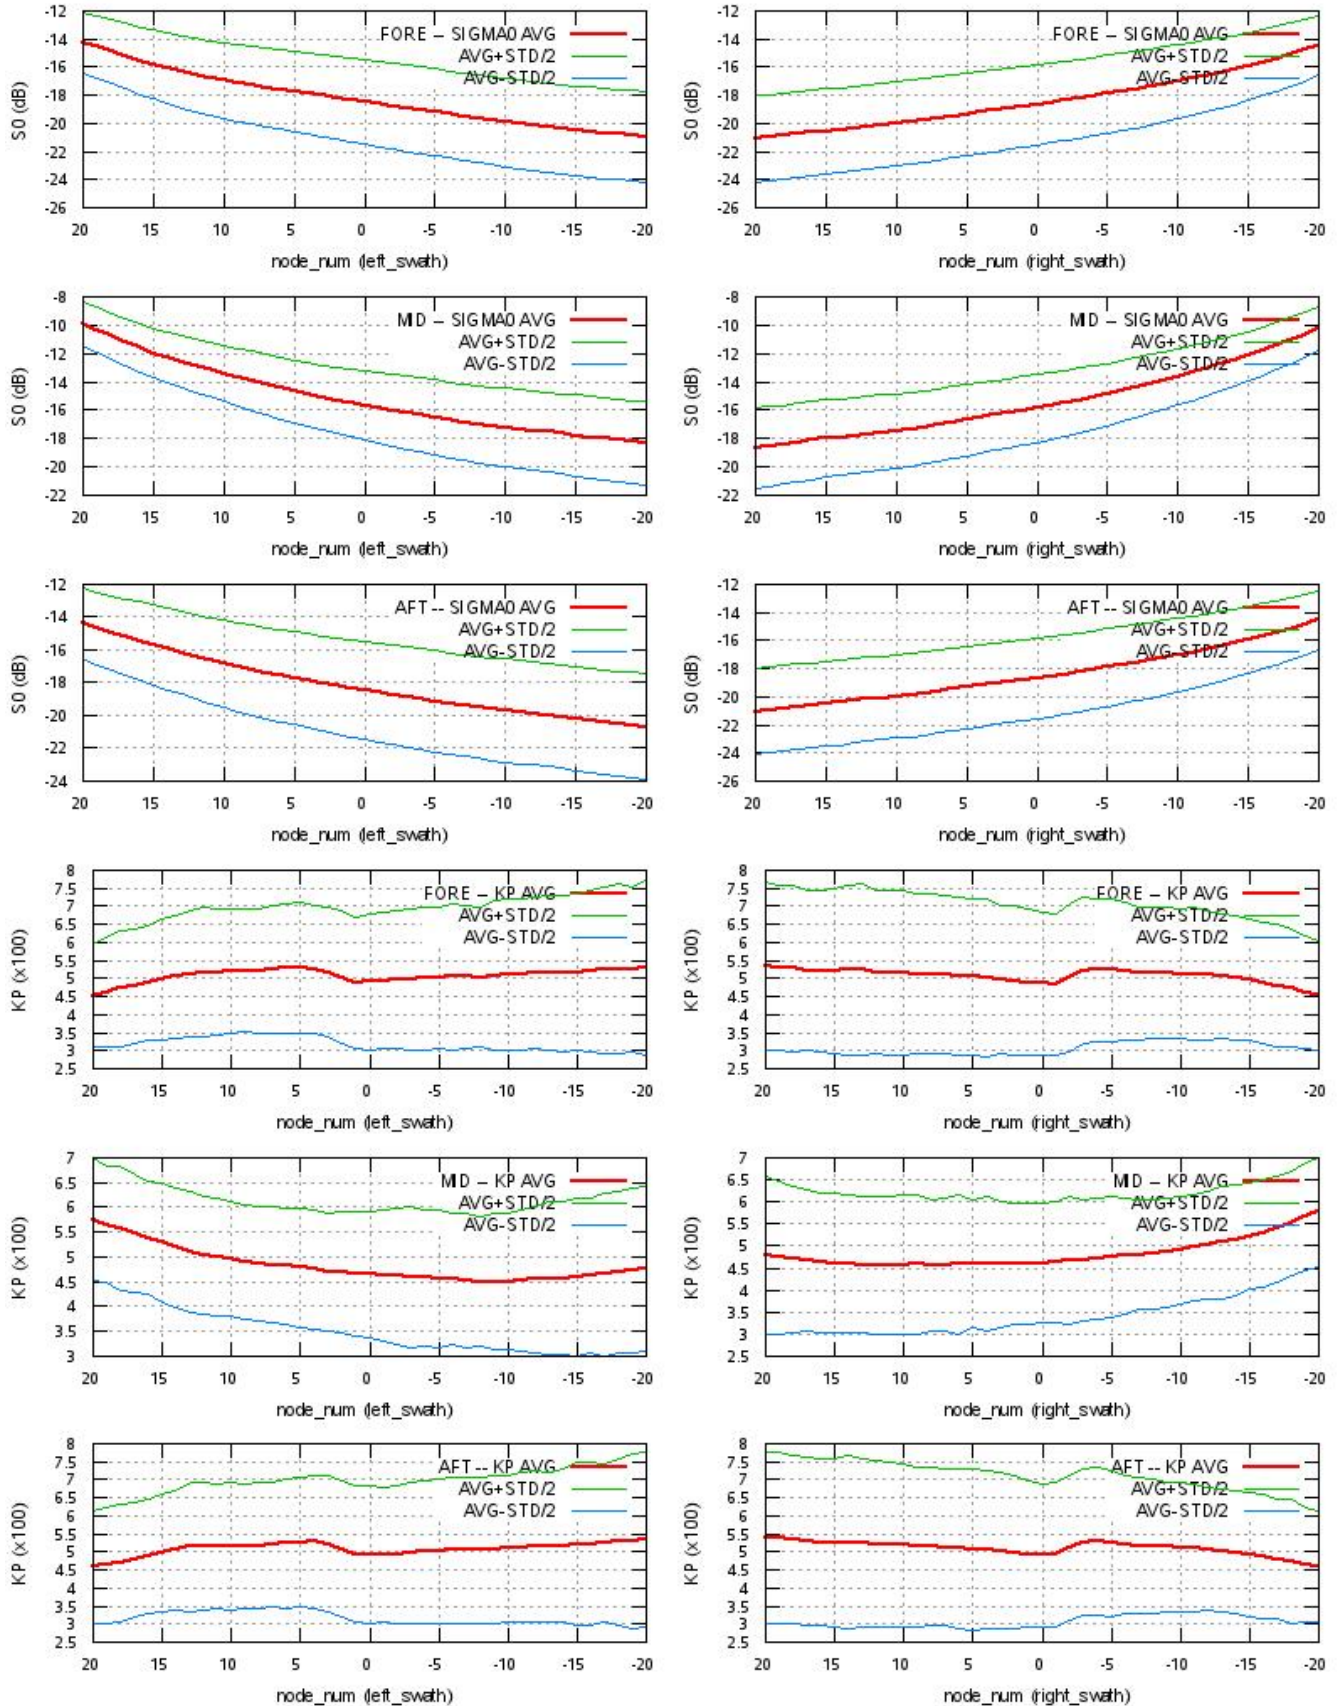 -12
-14
-16
-18
-20
-22
-24
-26
S0 (dB)
FORE -- SIGMA0 AVG
AVG+STD/2
AVG-STD/2
20 15 10 5 0 -5 -10 -15 -20
node_num (left_swath)
-12
-14
-16
-18
-20
-22
-24
-26
S0 (dB)
FORE -- SIGMA0 AVG
AVG+STD/2
AVG-STD/2
20 15 10 5 0 -5 -10 -15 -20
node_num (right_swath)
-8
-10
-12
-14
-16
-18
-20
-22
S0 (dB)
MID -- SIGMA0 AVG
AVG+STD/2
AVG-STD/2
20 15 10 5 0 -5 -10 -15 -20
node_num (left_swath)
-8
-10
-12
-14
-16
-18
-20
-22
S0 (dB)
MID -- SIGMA0 AVG
AVG+STD/2
AVG-STD/2
20 15 10 5 0 -5 -10 -15 -20
node_num (right_swath)
-12
-14
-16
-18
-20
-22
-24
S0 (dB)
AFT -- SIGMA0 AVG
AVG+STD/2
AVG-STD/2
20 15 10 5 0 -5 -10 -15 -20
node_num (left_swath)
-12
-14
-16
-18
-20
-22
-24
-26
S0 (dB)
AFT -- SIGMA0 AVG
AVG+STD/2
AVG-STD/2
20 15 10 5 0 -5 -10 -15 -20
node_num (right_swath)
8
7.5
7
6.5
6
5.5
5
4.5
4
3.5
3
2.5
KP (x100)
FORE -- KP AVG
AVG+STD/2
AVG-STD/2
20 15 10 5 0 -5 -10 -15 -20
node_num (left_swath)
8
7.5
7
6.5
6
5.5
5
4.5
4
3.5
3
2.5
KP (x100)
FORE -- KP AVG
AVG+STD/2
AVG-STD/2
20 15 10 5 0 -5 -10 -15 -20
node_num (right_swath)
7
6.5
6
5.5
5
4.5
4
3.5
3
KP (x100)
MID -- KP AVG
AVG+STD/2
AVG-STD/2
20 15 10 5 0 -5 -10 -15 -20
node_num (left_swath)
7
6.5
6
5.5
5
4.5
4
3.5
3
2.5
KP (x100)
MID -- KP AVG
AVG+STD/2
AVG-STD/2
20 15 10 5 0 -5 -10 -15 -20
node_num (right_swath)
8
7.5
7
6.5
6
5.5
5
4.5
4
3.5
3
2.5
KP (x100)
AFT -- KP AVG
AVG+STD/2
AVG-STD/2
20 15 10 5 0 -5 -10 -15 -20
node_num (left_swath)
8
7.5
7
6.5
6
5.5
5
4.5
4
3.5
3
2.5
KP (x100)
AFT -- KP AVG
AVG+STD/2
AVG-STD/2
20 15 10 5 0 -5 -10 -15 -20
node_num (right_swath)